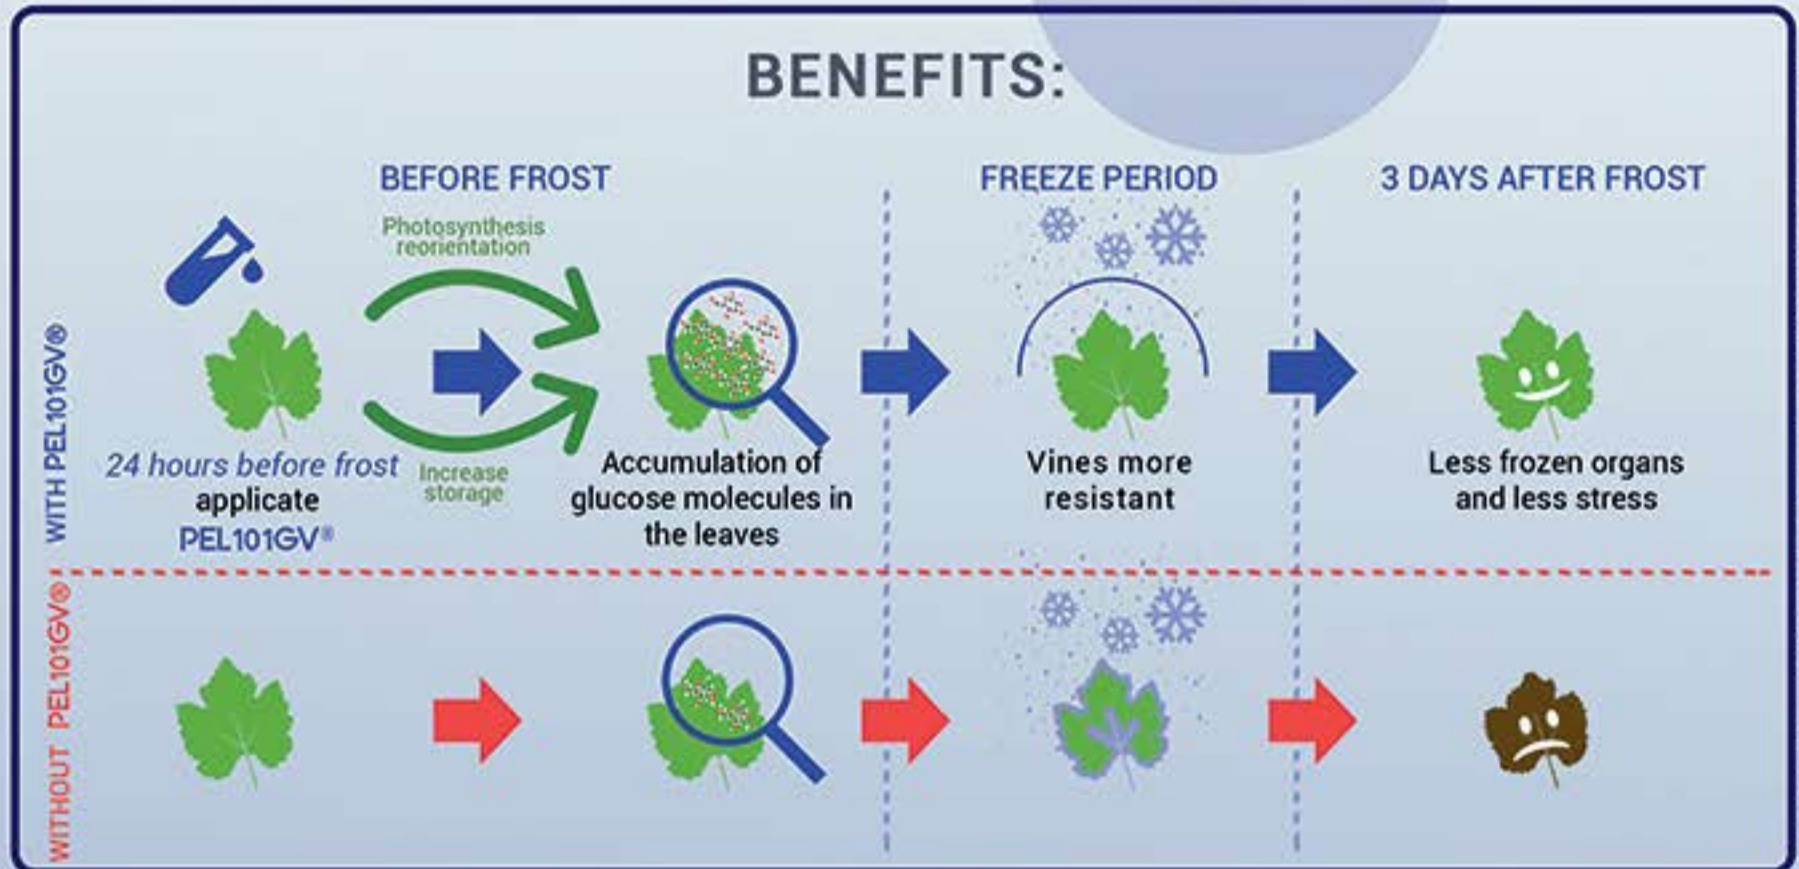 BENEFITS:
BEFORE FROST
FREEZE PERIOD
3 DAYS AFTER FROST
WITH PEL101GV®
Photosynthesis
reorientation
24 hours before frost
applicate
PEL101GV®
Increase
storage
Accumulation of
glucose molecules in
the leaves
Vines more
resistant
Less frozen organs
and less stress
WITHOUT PEL101GV®